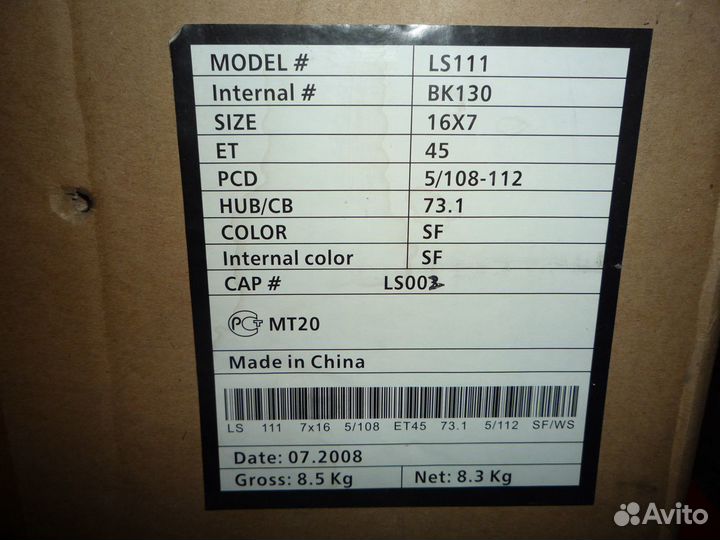 MODEL # LS111
Internal # BK130
SIZE 16X7
ET 45
PCD 5/108-112
HUB/CB 73.1
COLOR SF
Internal color SF
CAP # LS002
РСТ MT20
Made in China
LS 111 7x16 5/108 ET45 73.1 5/112 SF/WS
Date: 07.2008
Gross: 8.5 Kg Net: 8.3 Kg
Avito